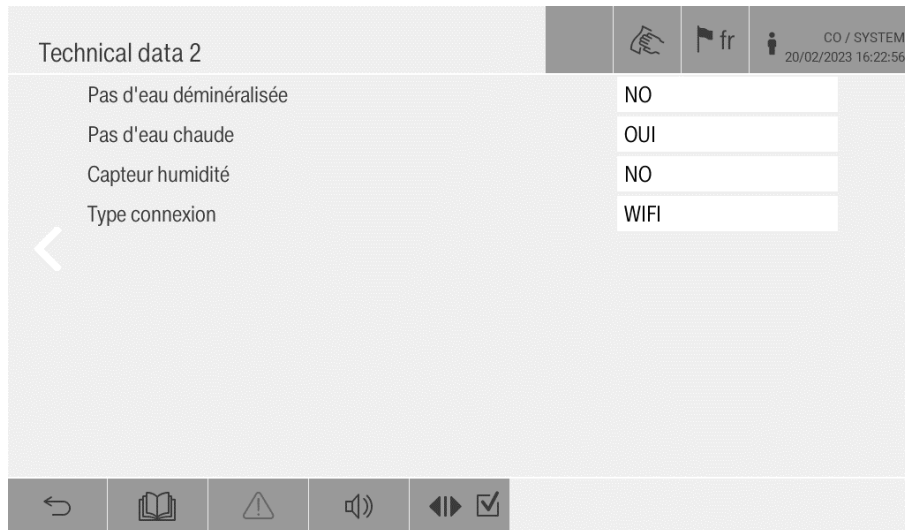 Technical data 2
fr
CO / SYSTEM
20/02/2023 16:22:56
Pas d'eau déminéralisée NO
Pas d'eau chaude OUI
Capteur humidité NO
Type connexion WIFI